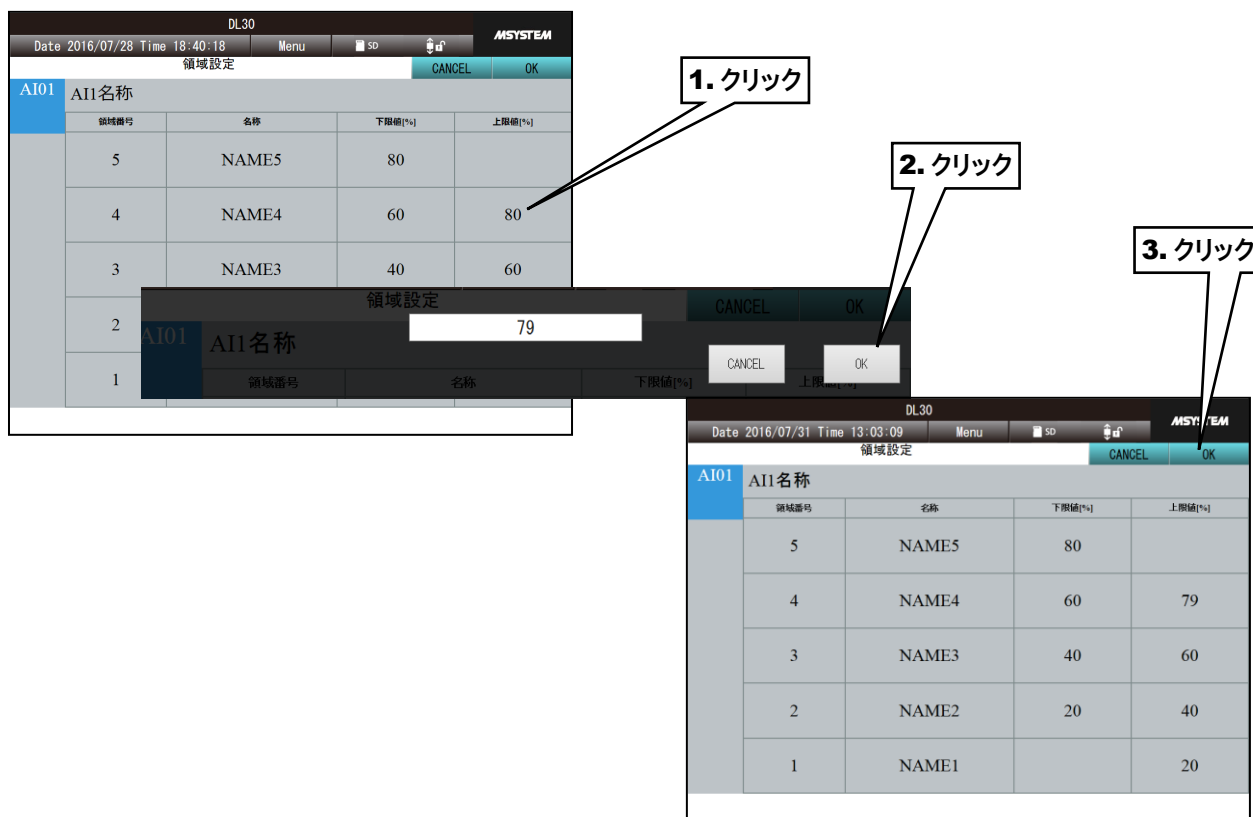 DL30
MSYSTEM
Date 2016/07/28 Time 18:40:18 Menu SD
領域設定 CANCEL OK
AI01 AI1名称
領域番号 名称 下限値[%] 上限値[%]
5 NAME5 80
4 NAME4 60 80
3 NAME3 40 60
2
1
1. クリック
2. クリック
3. クリック
領域設定 CANCEL OK
79
AI01 AI1名称
CANCEL OK
領域番号 名称 下限値[%] 上限値[%]
DL30
MSYSTEM
Date 2016/07/31 Time 13:03:09 Menu SD
領域設定 CANCEL OK
AI01 AI1名称
領域番号 名称 下限値[%] 上限値[%]
5 NAME5 80
4 NAME4 60 79
3 NAME3 40 60
2 NAME2 20 40
1 NAME1 20